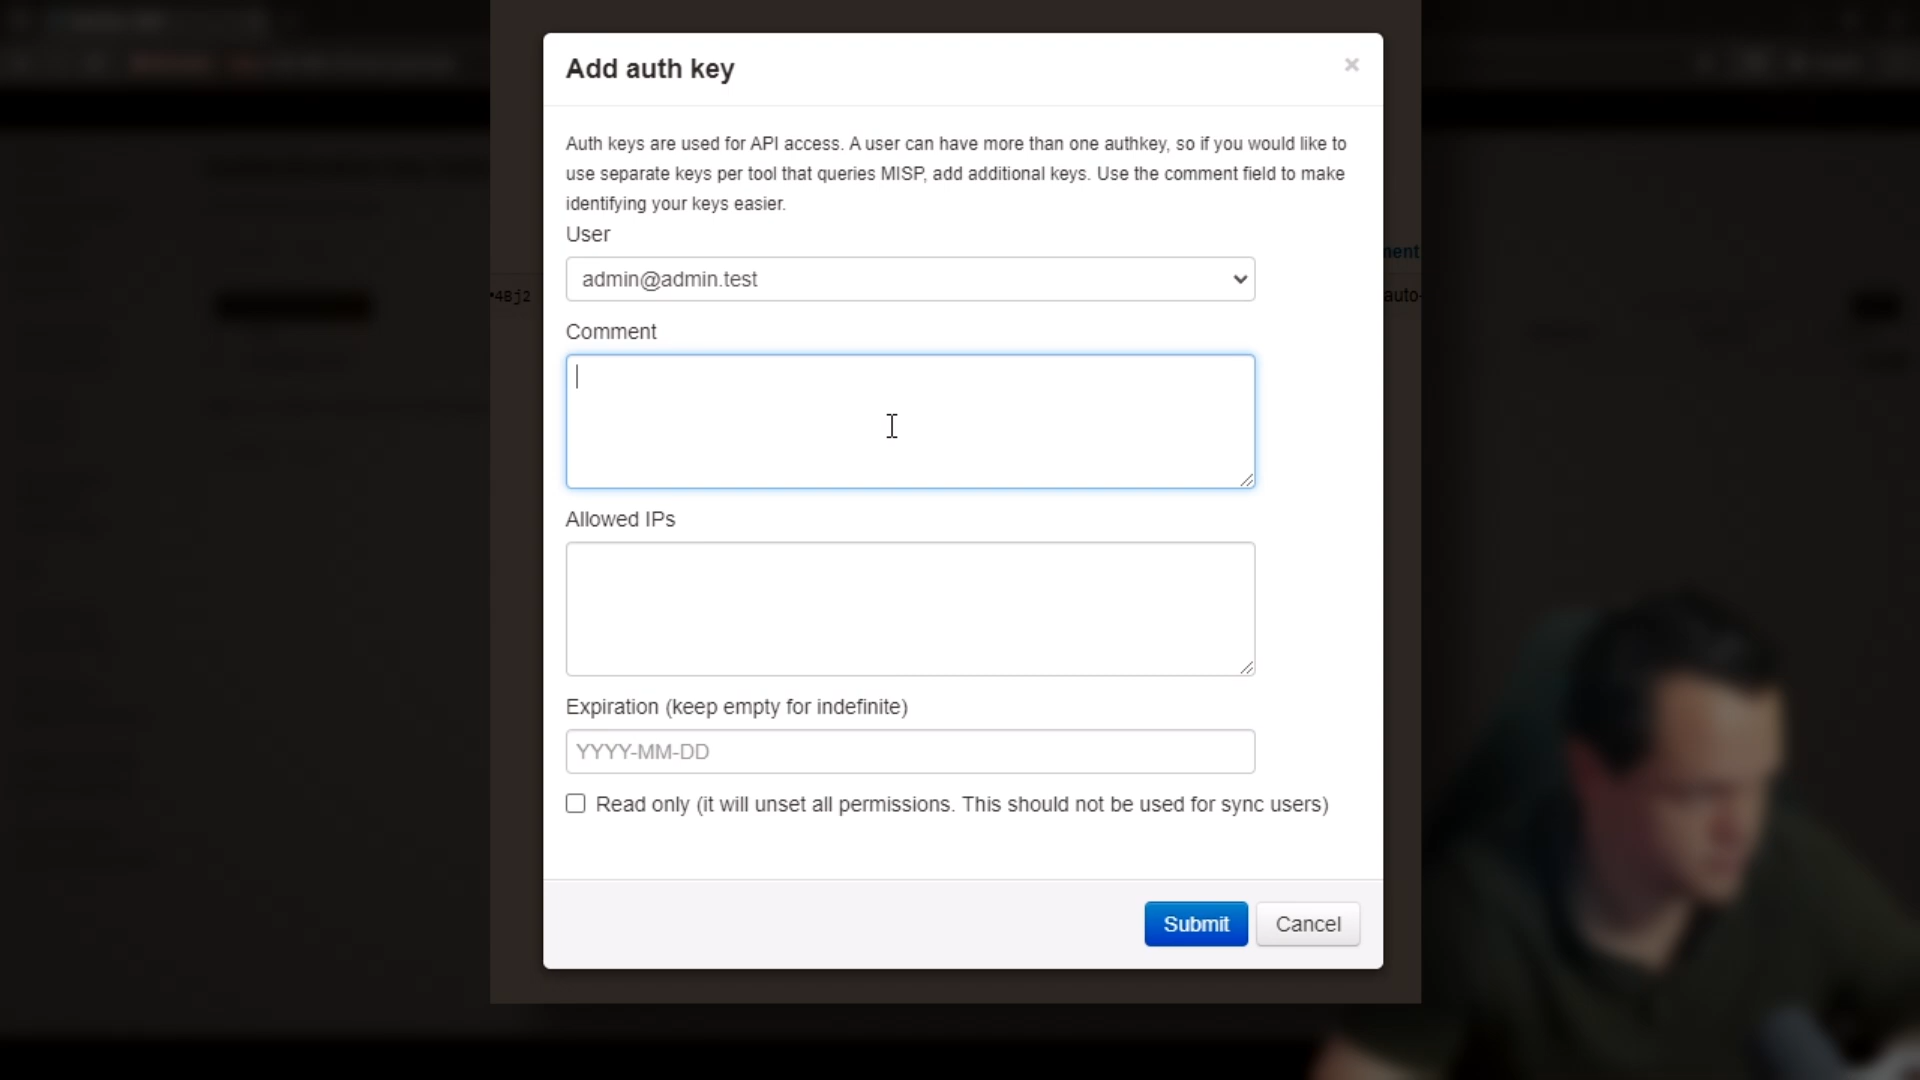 Add auth key
×
Auth keys are used for API access. A user can have more than one authkey, so if you would like to
use separate keys per tool that queries MISP, add additional keys. Use the comment field to make
identifying your keys easier.
User
ment
admin@admin.test
•4Bj2
auto-
Comment
Allowed IPs
Expiration (keep empty for indefinite)
YYYY-MM-DD
Read only (it will unset all permissions. This should not be used for sync users)
Submit
Cancel